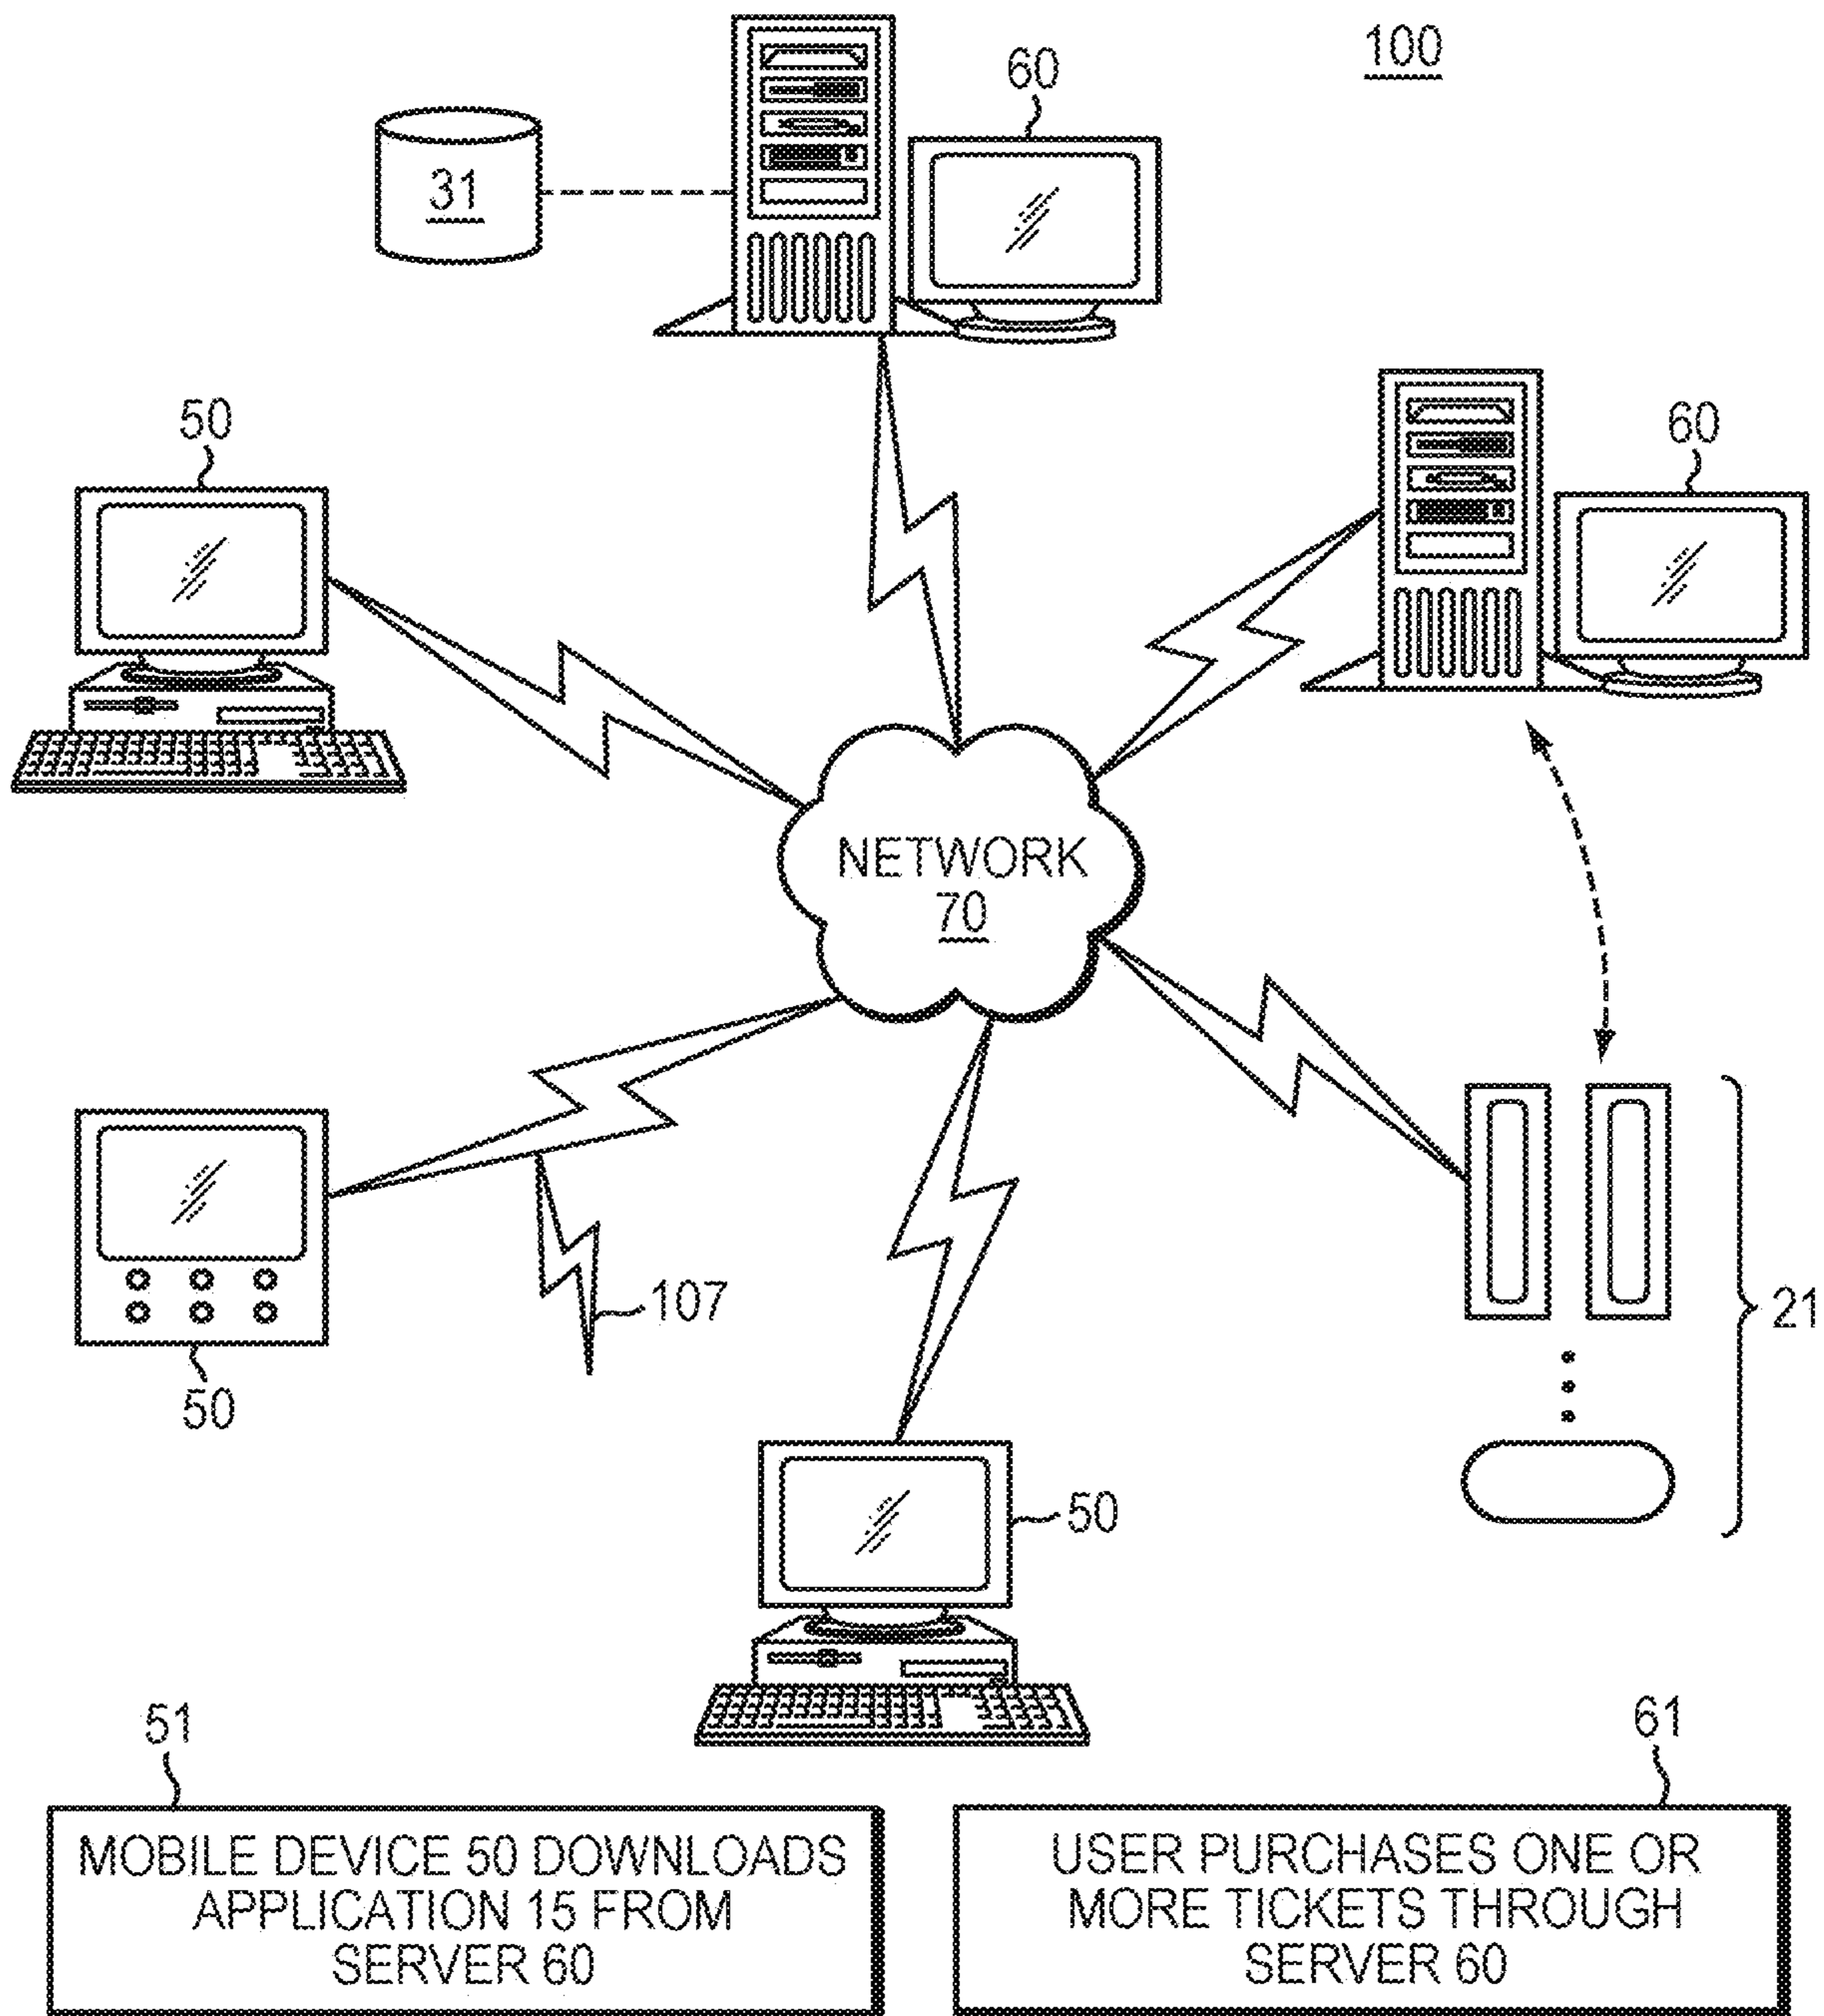 100
60
31
50
60
NETWORK
70
107
21
50
50
51
61
MOBILE DEVICE 50 DOWNLOADS
APPLICATION 15 FROM
SERVER 60
USER PURCHASES ONE OR
MORE TICKETS THROUGH
SERVER 60